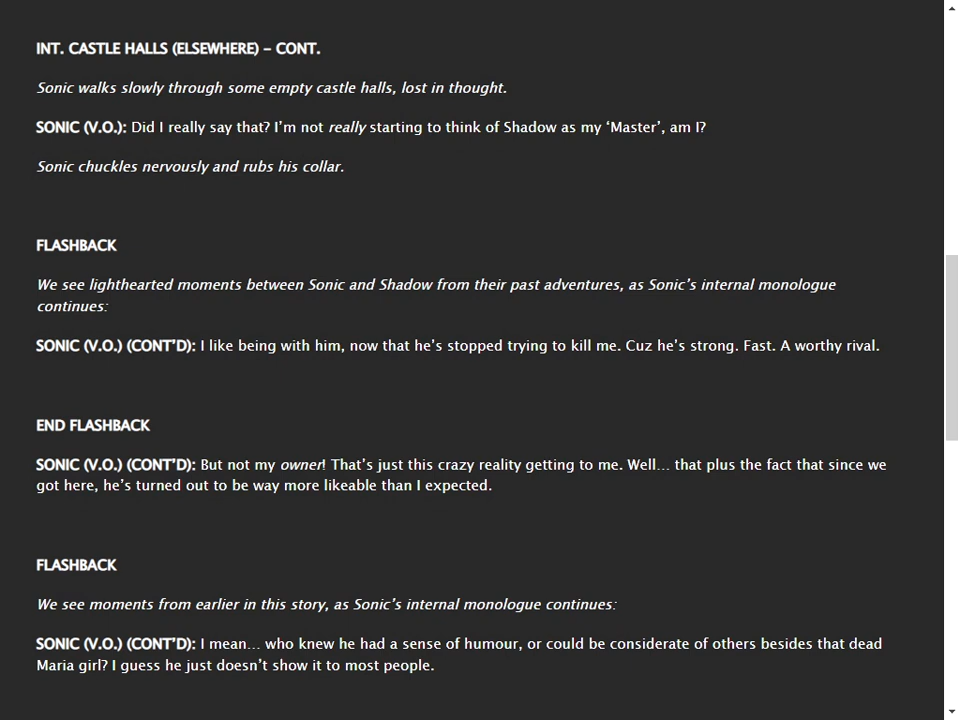 INT. CASTLE HALLS (ELSEWHERE) – CONT.
Sonic walks slowly through some empty castle halls, lost in thought.
SONIC (V.O.): Did I really say that? I’m not really starting to think of Shadow as my ‘Master’, am I?
Sonic chuckles nervously and rubs his collar.
FLASHBACK
We see lighthearted moments between Sonic and Shadow from their past adventures, as Sonic’s internal monologue
continues:
SONIC (V.O.) (CONT’D): I like being with him, now that he’s stopped trying to kill me. Cuz he’s strong. Fast. A worthy rival.
END FLASHBACK
SONIC (V.O.) (CONT’D): But not my owner! That’s just this crazy reality getting to me. Well… that plus the fact that since we
got here, he’s turned out to be way more likeable than I expected.
FLASHBACK
We see moments from earlier in this story, as Sonic’s internal monologue continues:
SONIC (V.O.) (CONT’D): I mean… who knew he had a sense of humour, or could be considerate of others besides that dead
Maria girl? I guess he just doesn’t show it to most people.